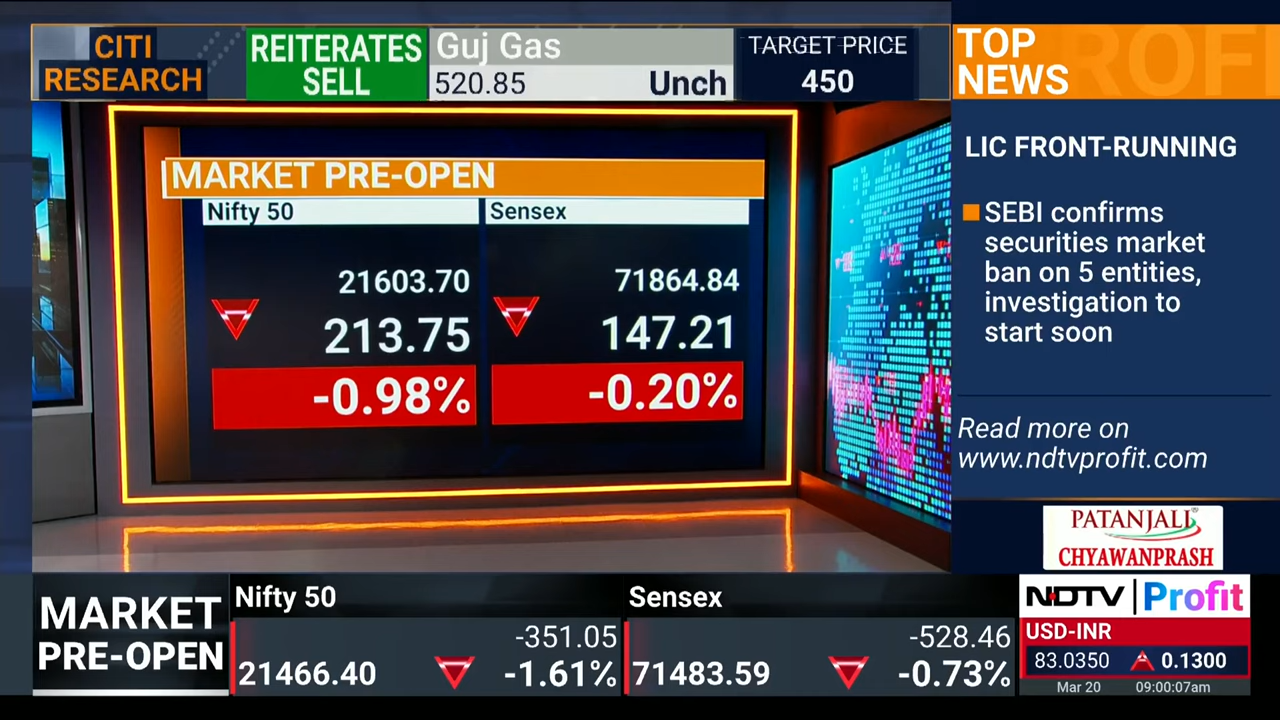 CITI
RESEARCH
REITERATES
SELL
Guj Gas
520.85 Unch
TARGET PRICE
450
TOP
NEWS
LIC FRONT-RUNNING
SEBI confirms
securities market
ban on 5 entities,
investigation to
start soon
Read more on
www.ndtvprofit.com
MARKET PRE-OPEN
Nifty 50
21603.70
213.75
-0.98%
Sensex
71864.84
147.21
-0.20%
PATANJALI
CHYAWANPRASH
MARKET
PRE-OPEN
Nifty 50
-351.05
21466.40 -1.61%
Sensex
-528.46
71483.59 -0.73%
NDTV Profit
USD-INR
83.0350 0.1300
Mar 20 09:00:07am